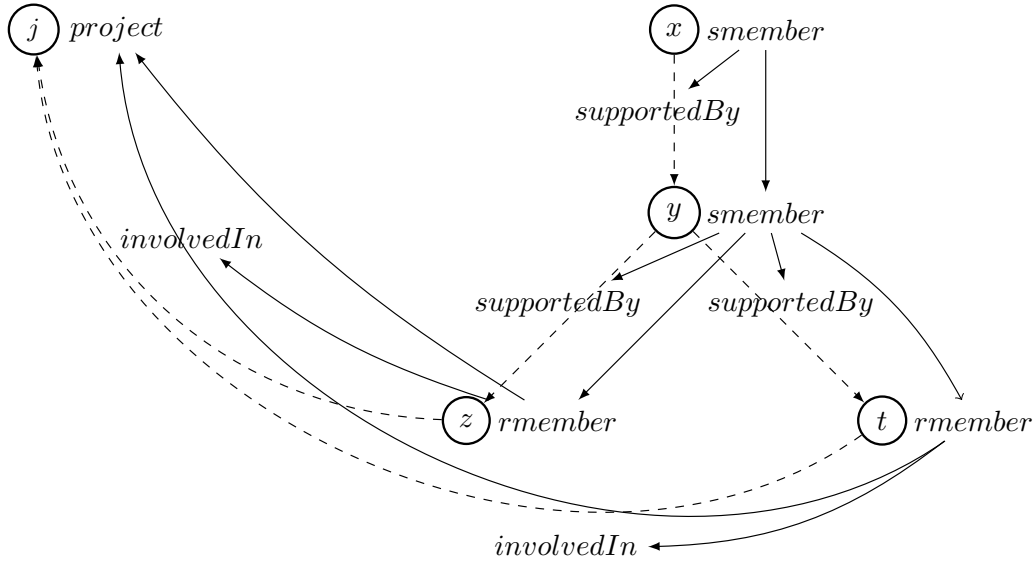 j project
x smember
supportedBy
y smember
involvedIn
supportedBy supportedBy
z rmember
t rmember
involvedIn